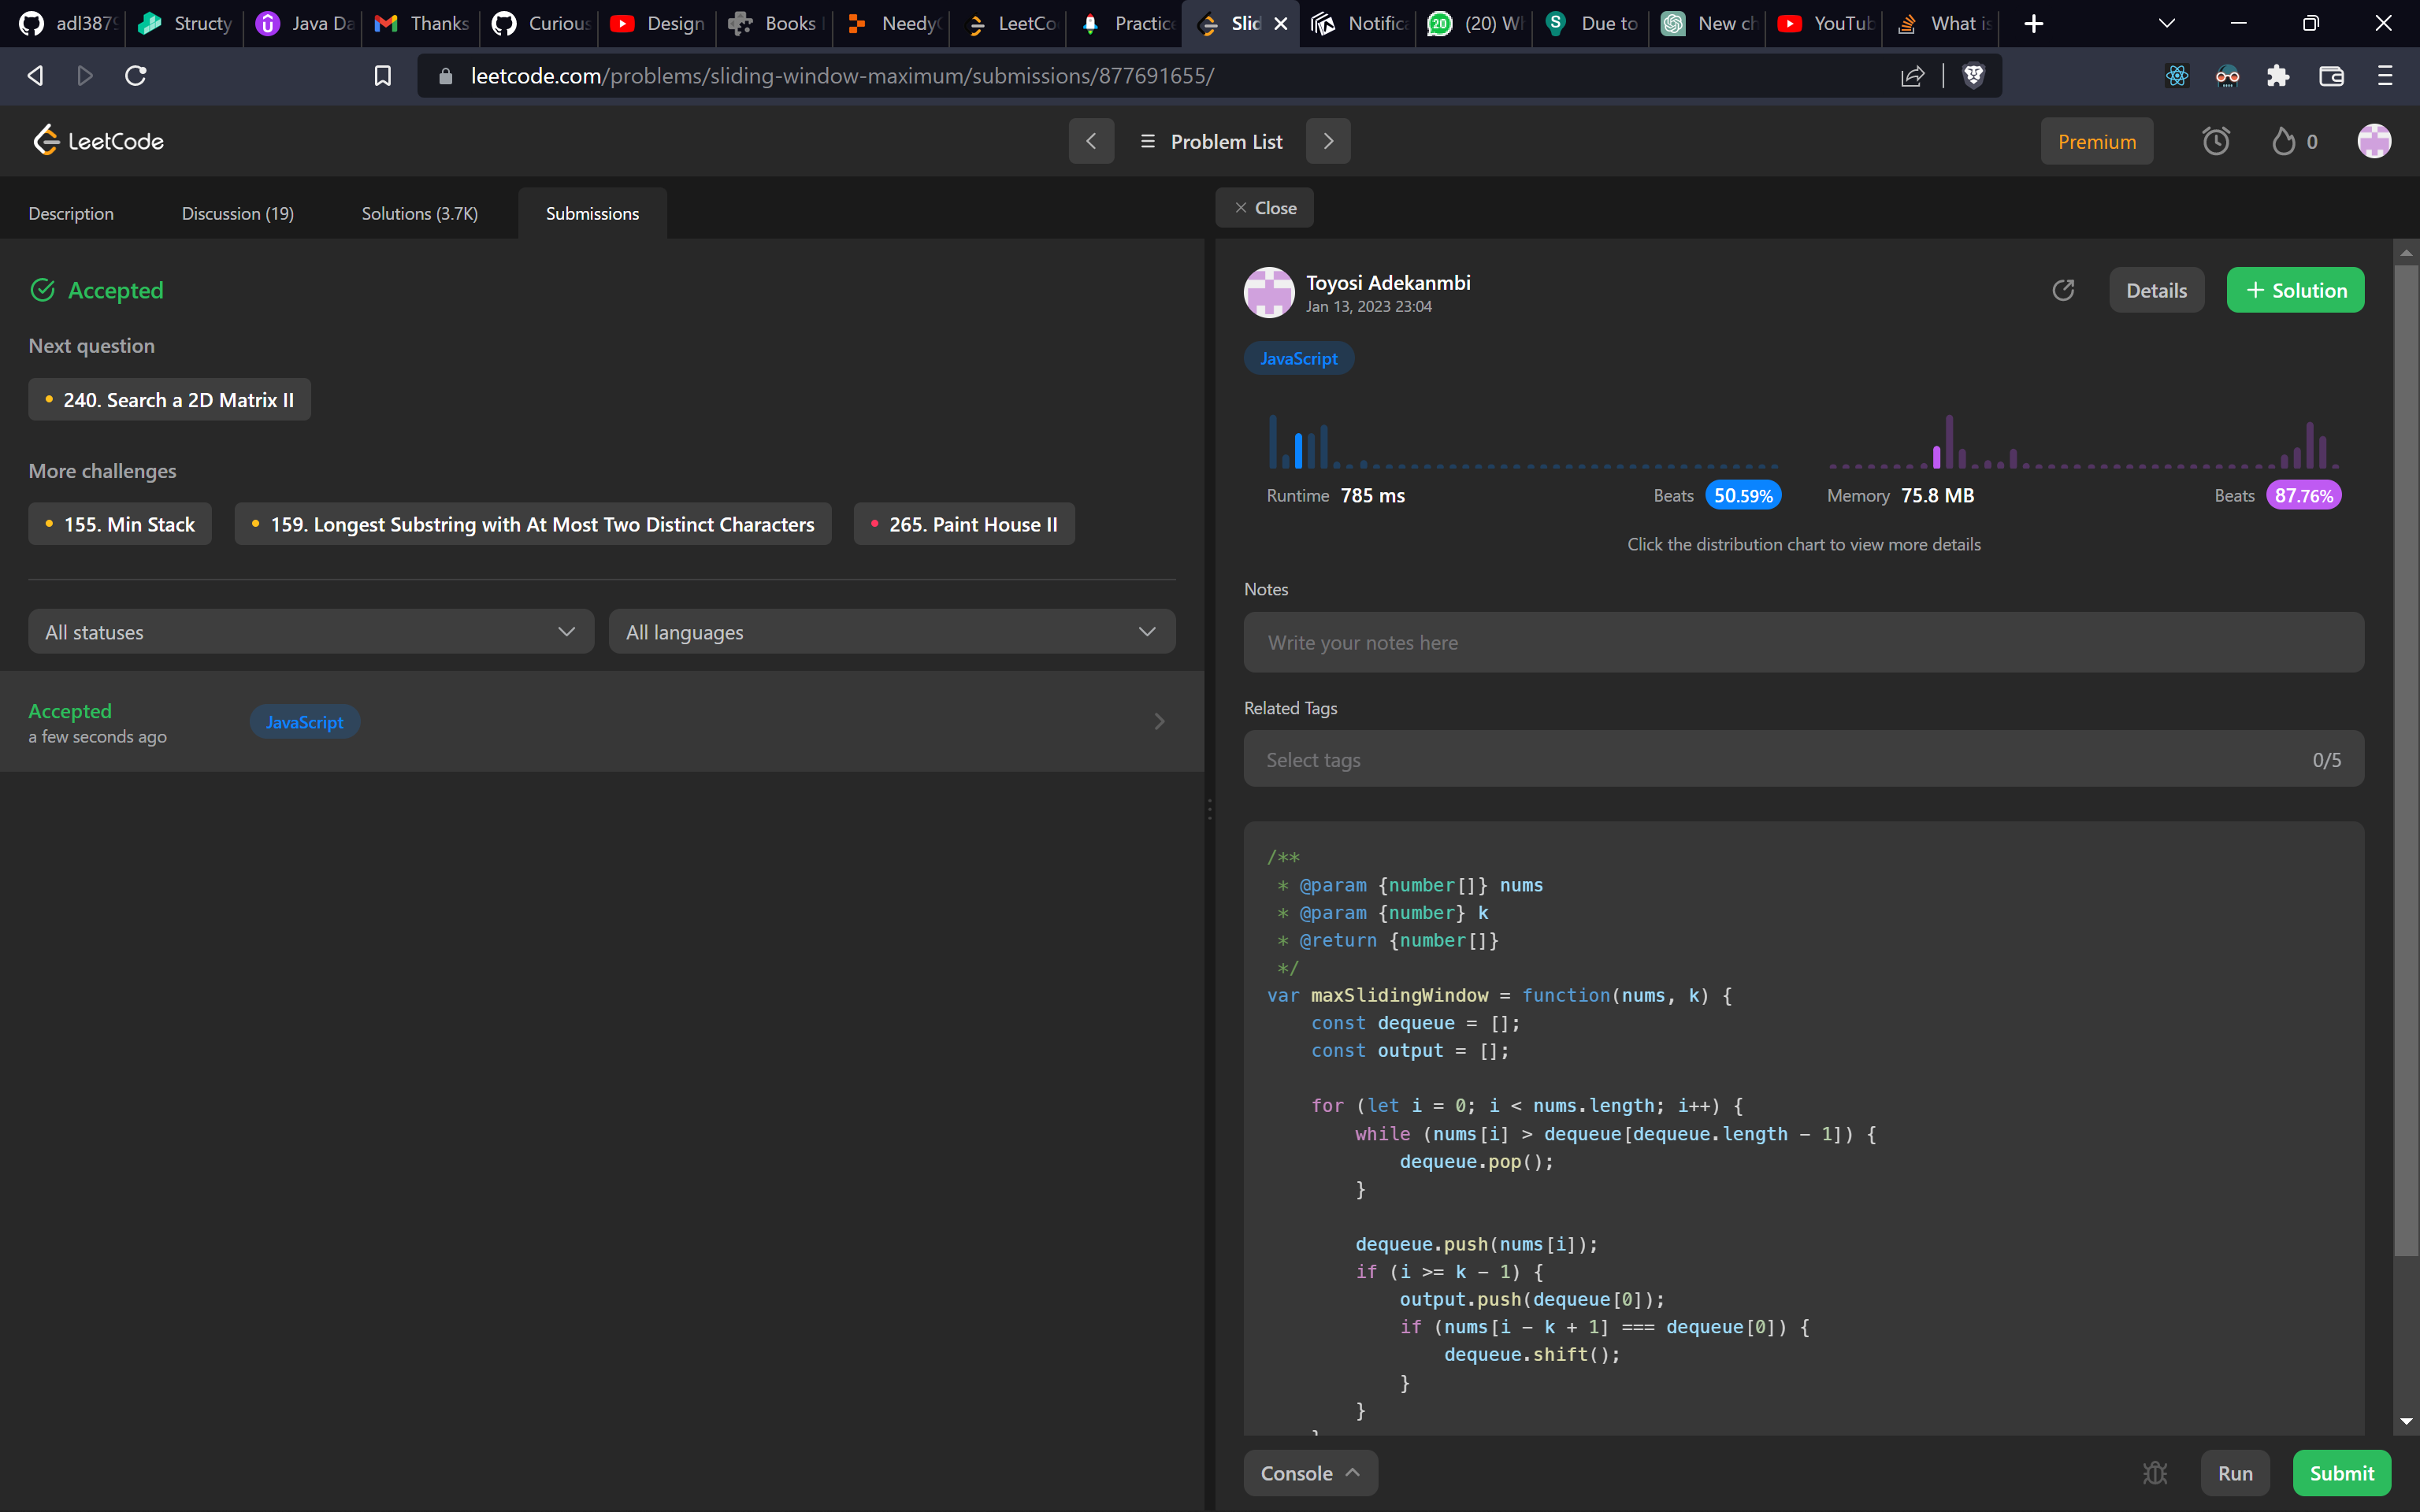 adl387 Structy Java Da Thanks Curious Design Books NeedyC LeetCo Practice Slid Notific (20) W Due to New ch YouTub What is
leetcode.com/problems/sliding-window-maximum/submissions/877691655/
LeetCode
Problem List
Premium
0
Description
Discussion (19)
Solutions (3.7K)
Submissions
Accepted
Next question
240. Search a 2D Matrix II
More challenges
155. Min Stack
159. Longest Substring with At Most Two Distinct Characters
265. Paint House II
All statuses
All languages
Accepted
a few seconds ago
JavaScript
Close
Toyosi Adekanmbi
Jan 13, 2023 23:04
Details
+ Solution
JavaScript
Runtime 785 ms
Beats 50.59%
Memory 75.8 MB
Beats 87.76%
Click the distribution chart to view more details
Notes
Write your notes here
Related Tags
Select tags
0/5
/**
 * @param {number[]} nums
 * @param {number} k
 * @return {number[]}
 */
var maxSlidingWindow = function(nums, k) {
    const dequeue = [];
    const output = [];
    for (let i = 0; i < nums.length; i++) {
        while (nums[i] > dequeue[dequeue.length - 1]) {
            dequeue.pop();
        }
        dequeue.push(nums[i]);
        if (i >= k - 1) {
            output.push(dequeue[0]);
            if (nums[i - k + 1] === dequeue[0]) {
                dequeue.shift();
            }
        }
    }
Console
Run
Submit